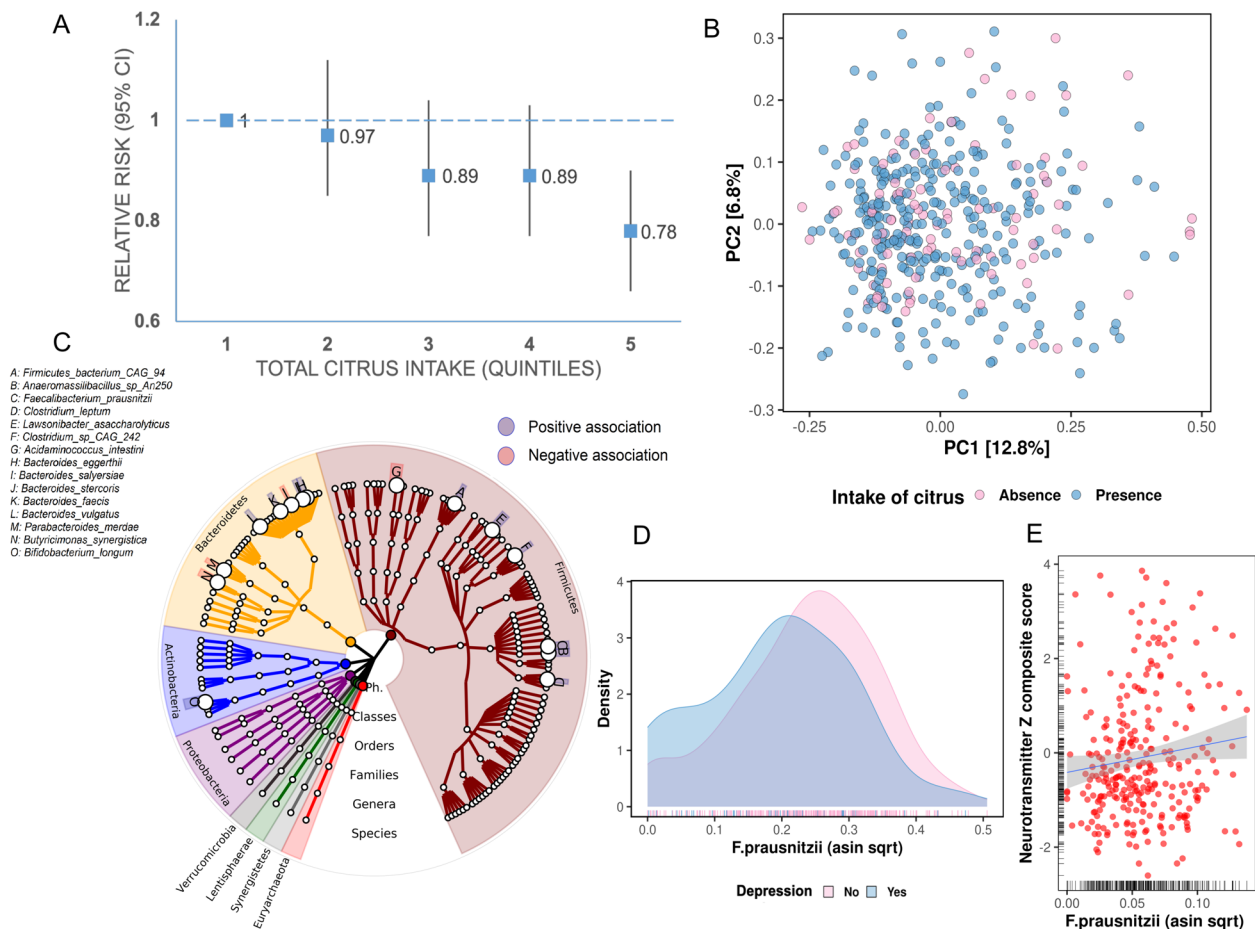 A
RELATIVE RISK (95% CI)
1.2
1
0.8
0.6
1
0.97
0.89
0.89
0.78
1
2
3
4
5
TOTAL CITRUS INTAKE (QUINTILES)
B
PC2 [6.8%]
0.3
0.2
0.1
0.0
-0.1
-0.2
-0.3
-0.25
0.00
0.25
0.50
PC1 [12.8%]
Intake of citrus Absence Presence
C
A: Firmicutes_bacterium_CAG_94
B: Anaeromassilibacillus_sp_An250
C: Faecalibacterium_prausnitzii
D: Clostridium_leptum
E: Lawsonibacter_asaccharolyticus
F: Clostridium_sp_CAG_242
G: Acidaminococcus_intestini
H: Bacteroides_eggerthii
I: Bacteroides_salyersiae
J: Bacteroides_stercoris
K: Bacteroides_faecis
L: Bacteroides_vulgatus
M: Parabacteroides_merdae
N: Butyricimonas_synergistica
O: Bifidobacterium_longum
Positive association
Negative association
Bacteroidetes
Firmicutes
Actinobacteria
Proteobacteria
Verrucomicrobia
Lentisphaerae
Synergistetes
Euryarchaeota
G
A
E
F
C
B
D
H
I
K
M
N
O
Ph.
Classes
Orders
Families
Genera
Species
D
Density
4
3
2
1
0
0.0
0.1
0.2
0.3
0.4
0.5
F.prausnitzii (asin sqrt)
Depression No Yes
E
Neurotransmitter Z composite score
4
2
0
-2
0.00
0.05
0.10
F.prausnitzii (asin sqrt)